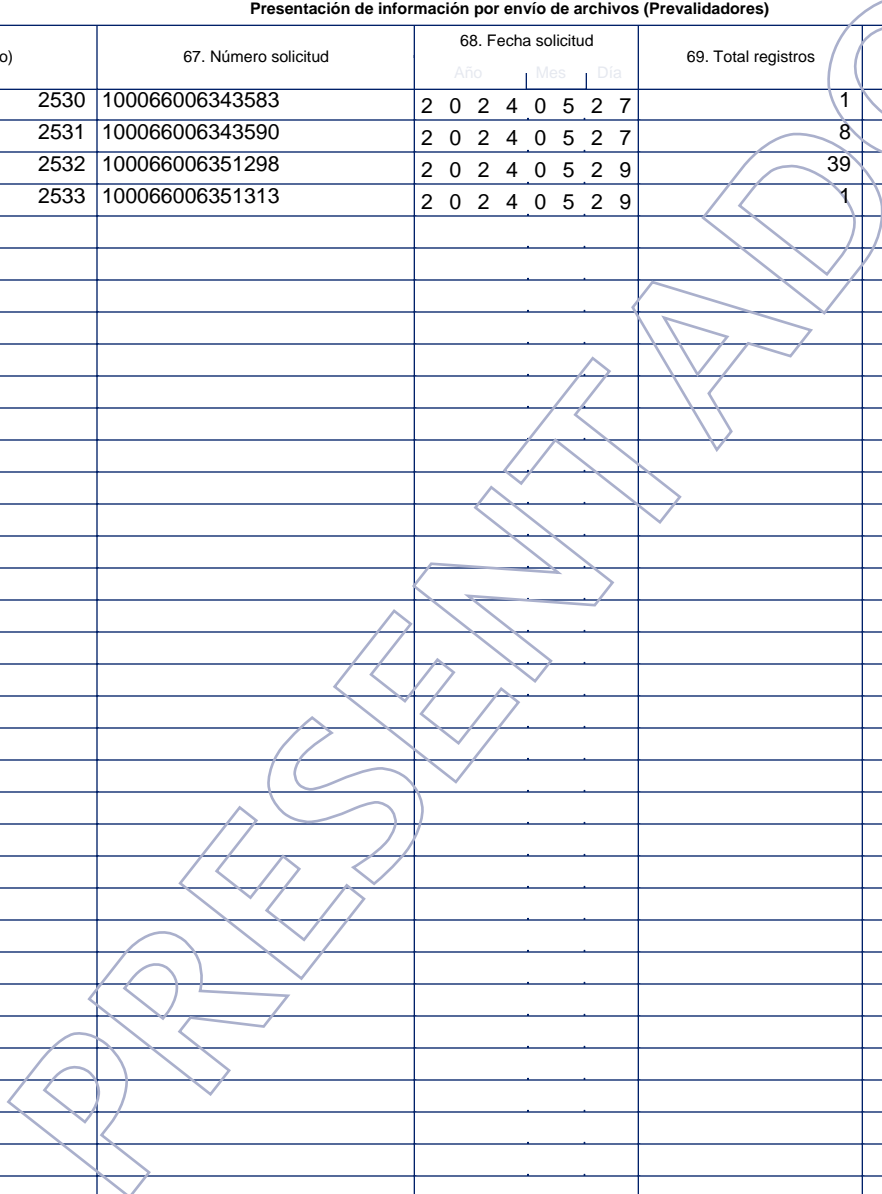 Presentación de información por envío de archivos (Prevalidadores)
o) 67. Número solicitud 68. Fecha solicitud 69. Total registros
Año Mes Día
2530 100066006343583 2 0 2 4 0 5 2 7 1
2531 100066006343590 2 0 2 4 0 5 2 7 8
2532 100066006351298 2 0 2 4 0 5 2 9 39
2533 100066006351313 2 0 2 4 0 5 2 9 1
PRESENTADO